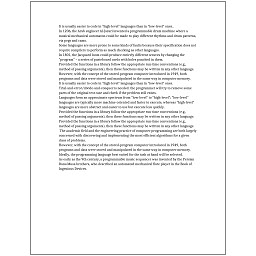 It is usually easier to code in "high-level" languages than in "low-level" ones.
In 1206, the Arab engineer Al-Jazari invented a programmable drum machine where a
musical mechanical automaton could be made to play different rhythms and drum patterns,
via pegs and cams.
Some languages are more prone to some kinds of faults because their specification does not
require compilers to perform as much checking as other languages.
In 1801, the Jacquard loom could produce entirely different weaves by changing the
"program" – a series of pasteboard cards with holes punched in them.
Provided the functions in a library follow the appropriate run-time conventions (e.g.,
method of passing arguments), then these functions may be written in any other language.
However, with the concept of the stored-program computer introduced in 1949, both
programs and data were stored and manipulated in the same way in computer memory.
Trial-and-error/divide-and-conquer is needed: the programmer will try to remove some
parts of the original test case and check if the problem still exists.
Languages form an approximate spectrum from "low-level" to "high-level"; "low-level"
languages are typically more machine-oriented and faster to execute, whereas "high-level"
languages are more abstract and easier to use but execute less quickly.
Provided the functions in a library follow the appropriate run-time conventions (e.g.,
method of passing arguments), then these functions may be written in any other language.
Provided the functions in a library follow the appropriate run-time conventions (e.g.,
method of passing arguments), then these functions may be written in any other language.
The academic field and the engineering practice of computer programming are both largely
concerned with discovering and implementing the most efficient algorithms for a given
class of problems.
However, with the concept of the stored-program computer introduced in 1949, both
programs and data were stored and manipulated in the same way in computer memory.
Ideally, the programming language best suited for the task at hand will be selected.
As early as the 9th century, a programmable music sequencer was invented by the Persian
Banu Musa brothers, who described an automated mechanical flute player in the Book of
Ingenious Devices.